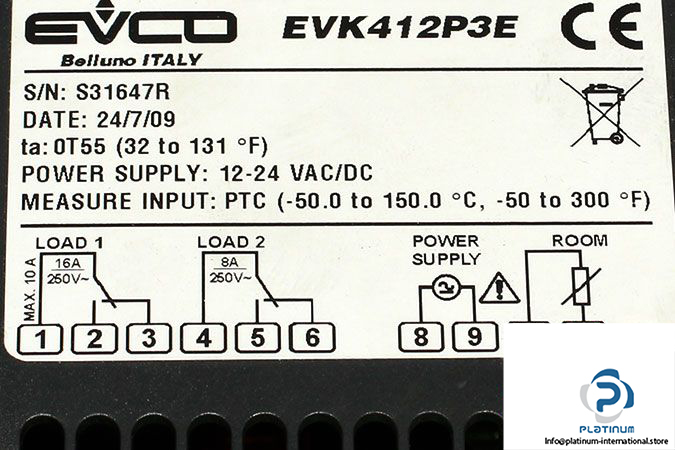 EVCO EVK412P3E CE
Belluno ITALY
S/N: S31647R
DATE: 24/7/09
ta: 0T55 (32 to 131 °F)
POWER SUPPLY: 12-24 VAC/DC
MEASURE INPUT: PTC (-50.0 to 150.0 °C, -50 to 300 °F)
LOAD 1 LOAD 2 POWER SUPPLY ROOM
MAX. 10 A
16A 250V~
8A 250V~
1 2 3 4 5 6 8 9
P
PLATINUM
Info@platinum-international.store